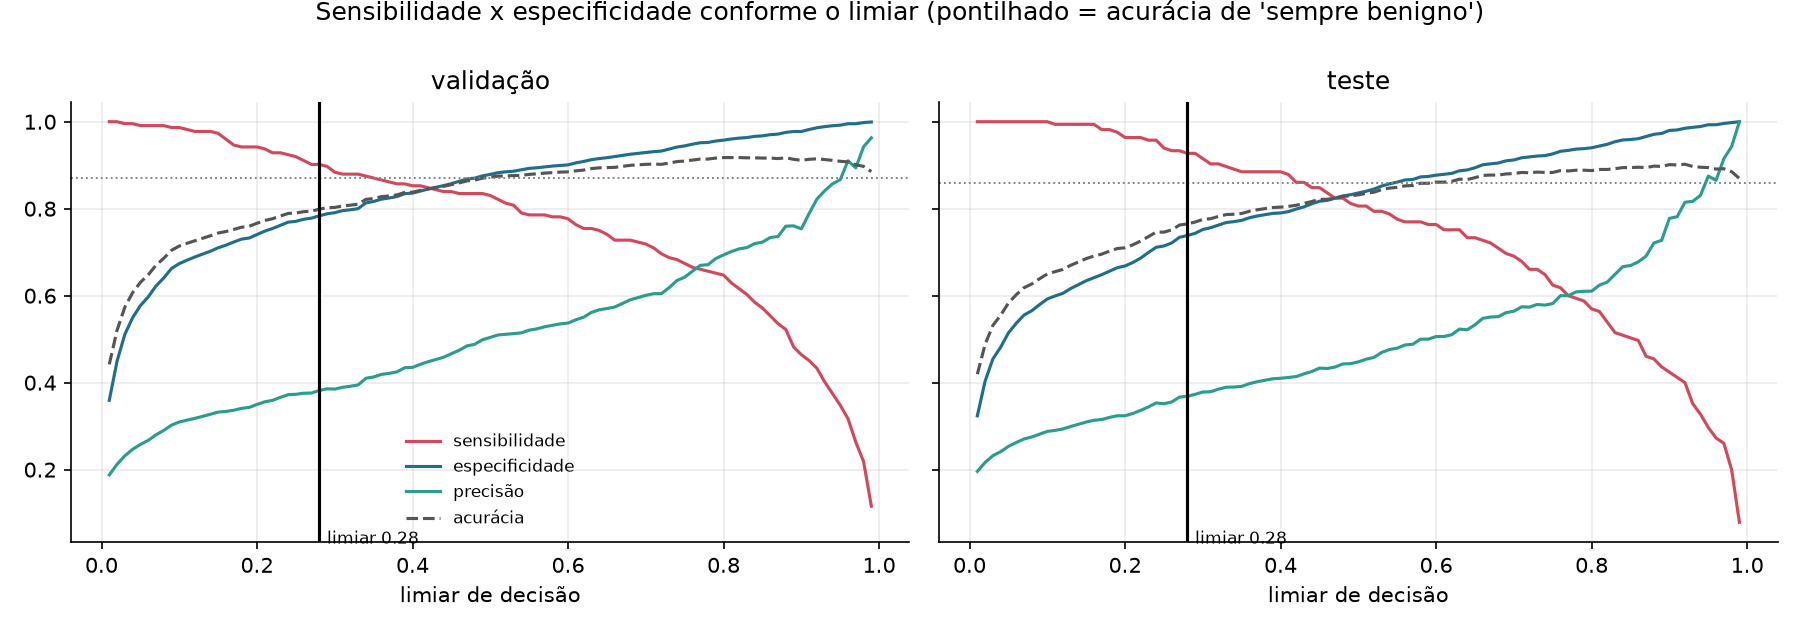 Sensibilidade x especificidade conforme o limiar (pontilhado = acurácia de 'sempre benigno')
validação
1.0
0.8
0.6
0.4
0.2
sensibilidade
especificidade
precisão
acurácia
limiar 0.28
0.0 0.2 0.4 0.6 0.8 1.0
limiar de decisão
teste
limiar 0.28
0.0 0.2 0.4 0.6 0.8 1.0
limiar de decisão